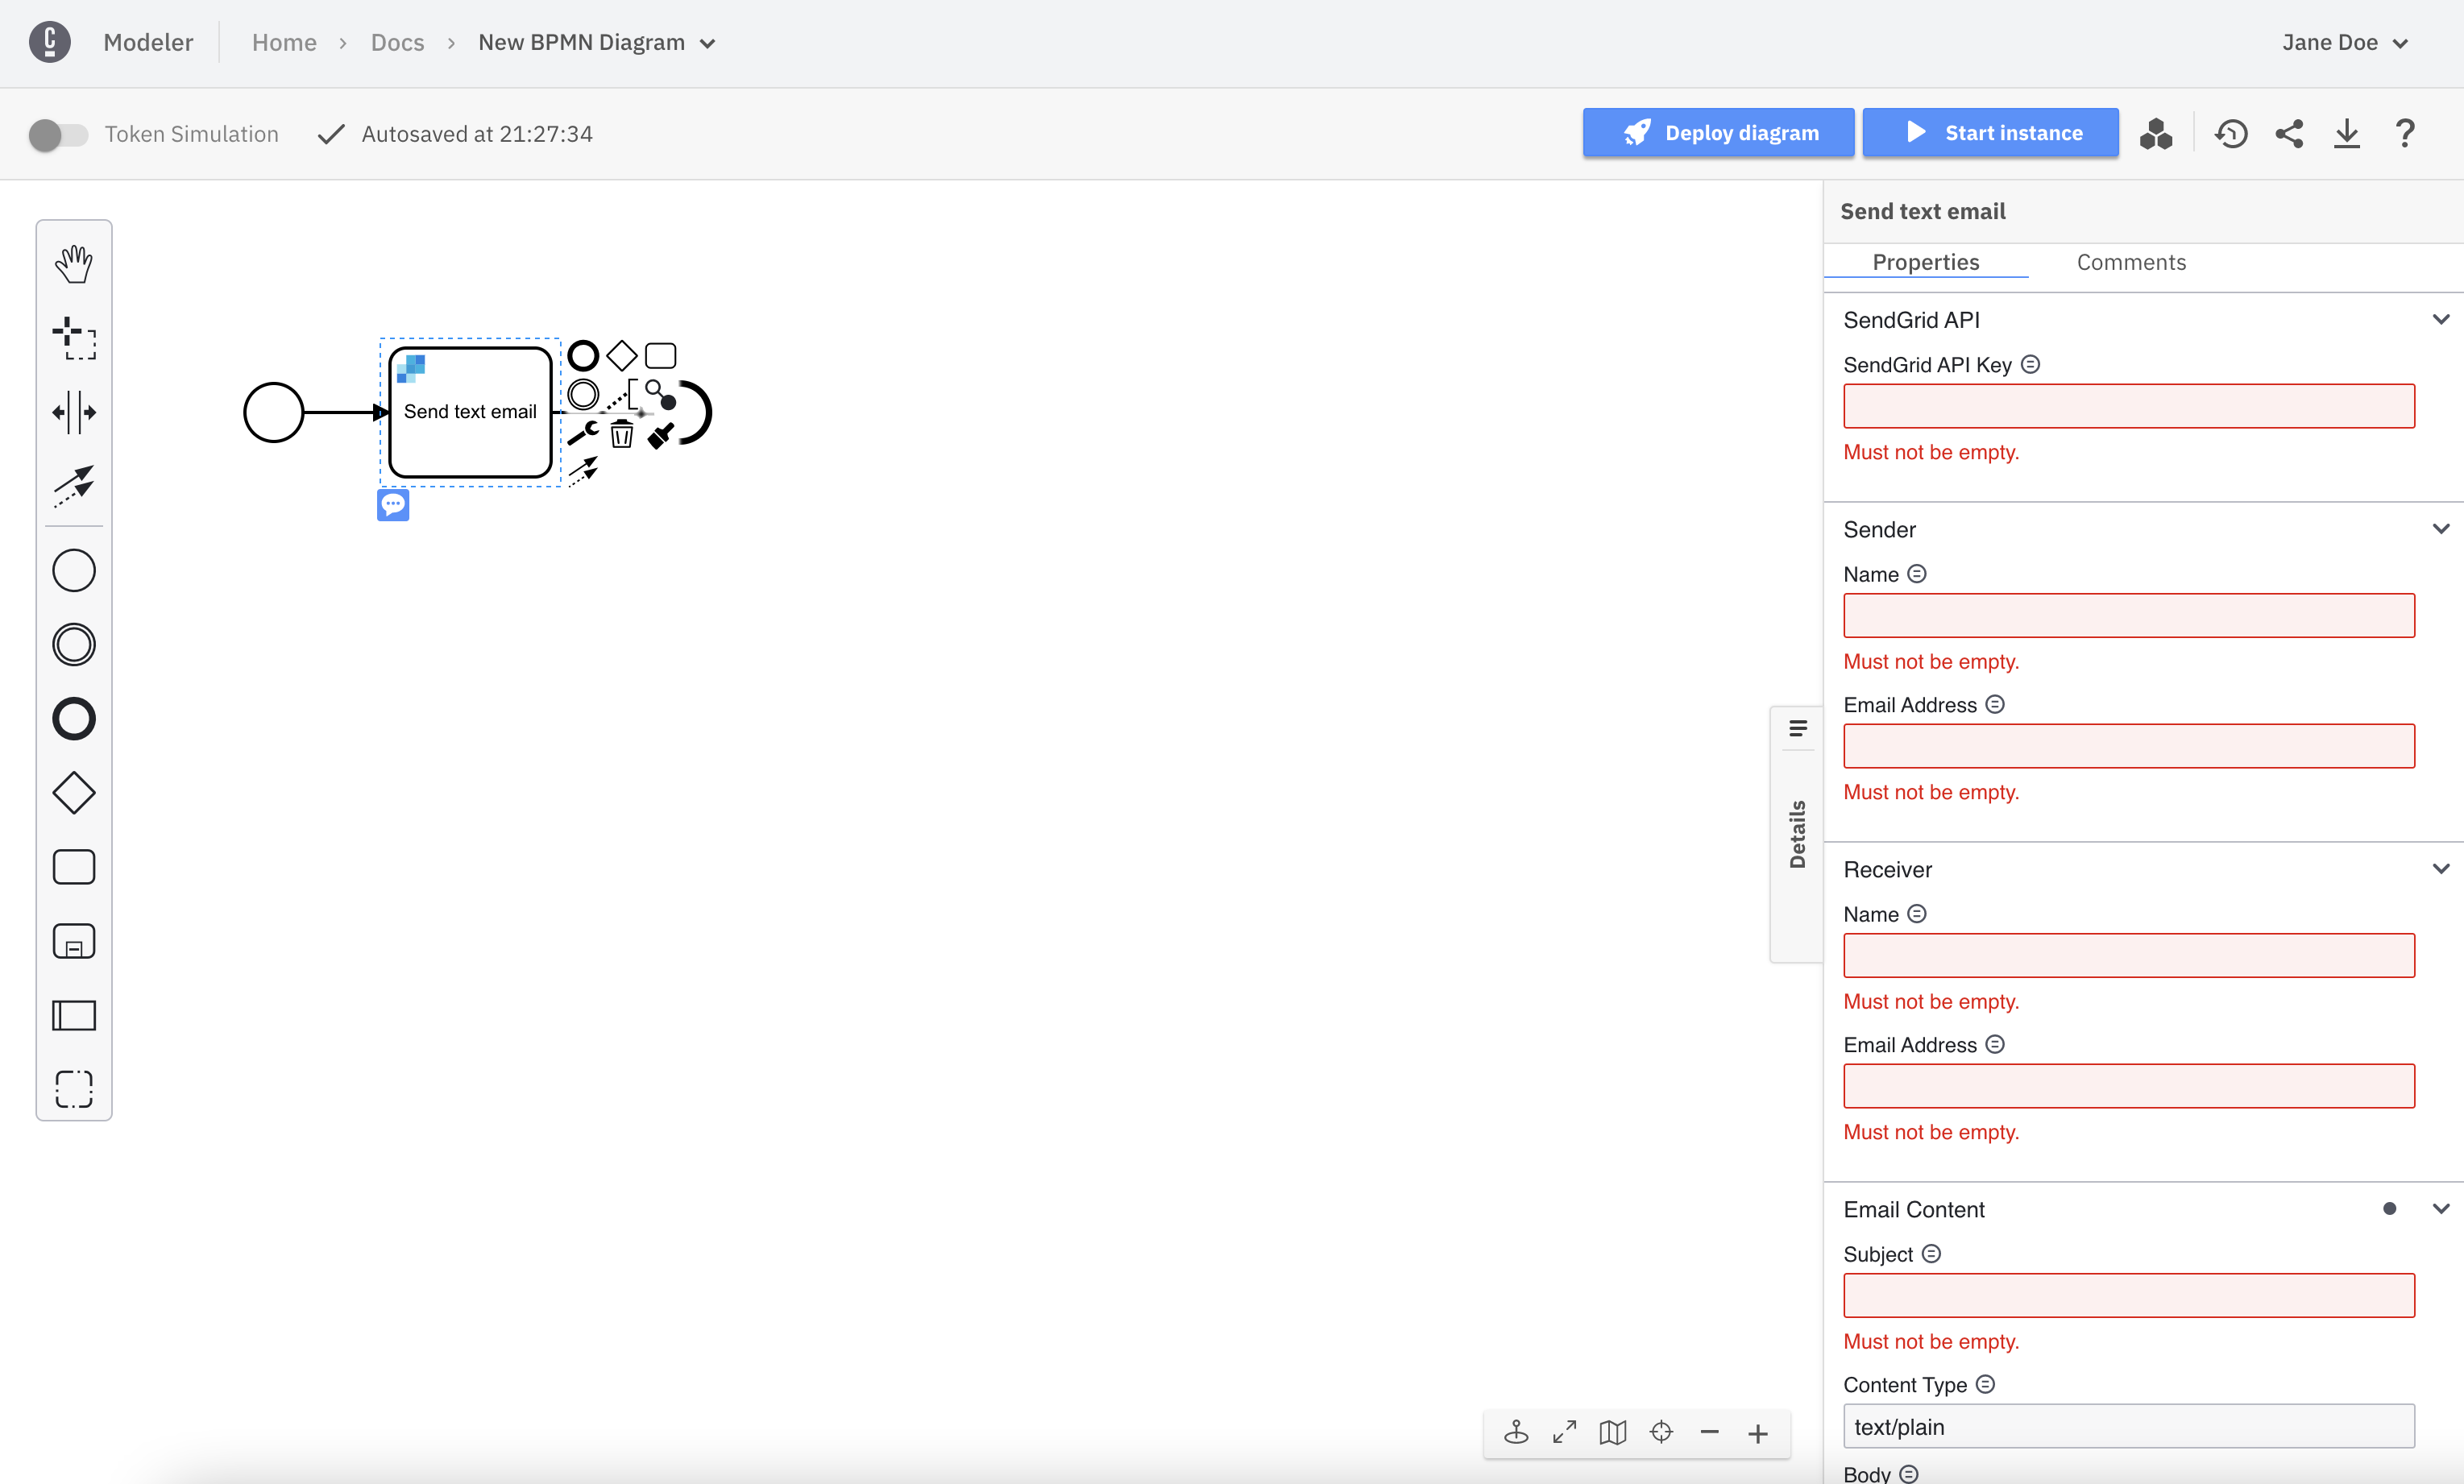 Modeler
Home
Docs
New BPMN Diagram
Jane Doe
Token Simulation
Autosaved at 21:27:34
Deploy diagram
Start instance
Send text email
Details
Send text email
Properties
Comments
SendGrid API
SendGrid API Key
Must not be empty.
Sender
Name
Must not be empty.
Email Address
Must not be empty.
Receiver
Name
Must not be empty.
Email Address
Must not be empty.
Email Content
Subject
Must not be empty.
Content Type
text/plain
Body